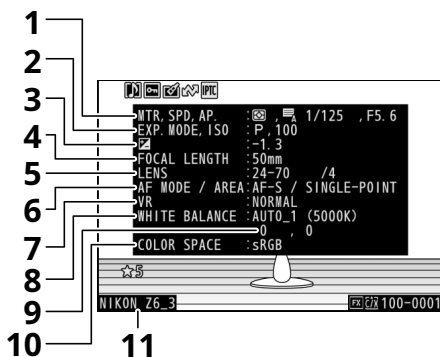 1
2
3
4
5
6
7
8
9
10
11
IPTC
MTR, SPD, AP. : , A 1/125 , F5.6
EXP. MODE, ISO : P, 100
: -1.3
FOCAL LENGTH : 50mm
LENS : 24-70 /4
AF MODE / AREA: AF-S / SINGLE-POINT
VR : NORMAL
WHITE BALANCE : AUTO_1 (5000K)
0 , 0
COLOR SPACE : sRGB
5
NIKON Z6_3
FX 100-0001